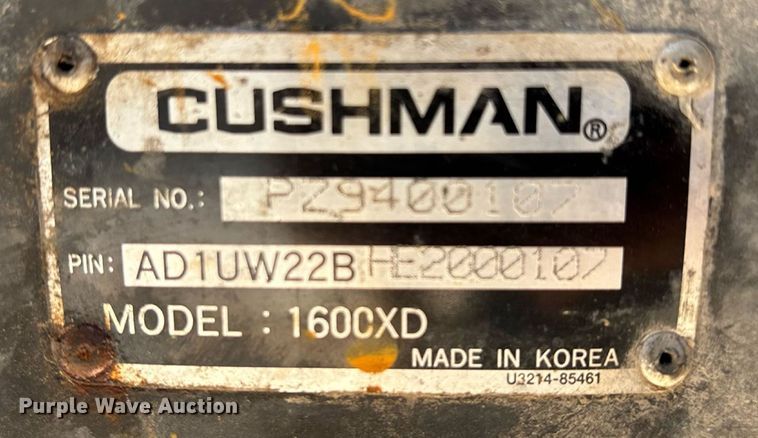 CUSHMAN®
SERIAL NO.: PZ9400107
PIN: AD1UW22BHE2000107
MODEL : 1600XD
MADE IN KOREA
U3214-85461
Purple Wave Auction